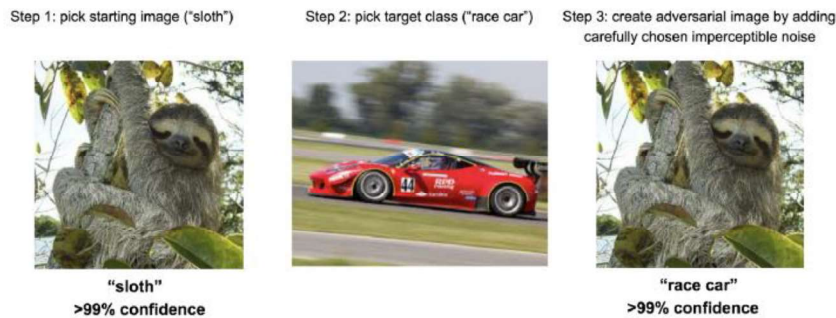 Step 1: pick starting image (“sloth”)
Step 2: pick target class (“race car”)
Step 3: create adversarial image by adding
carefully chosen imperceptible noise
44
“sloth”
>99% confidence
“race car”
>99% confidence